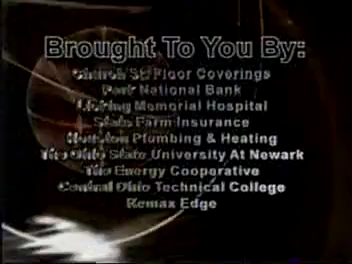 Brought To You By:
Church St Floor Coverings
Park National Bank
Licking Memorial Hospital
State Farm Insurance
Houston Plumbing & Heating
The Ohio State University At Newark
The Energy Cooperative
Central Ohio Technical College
Remax Edge